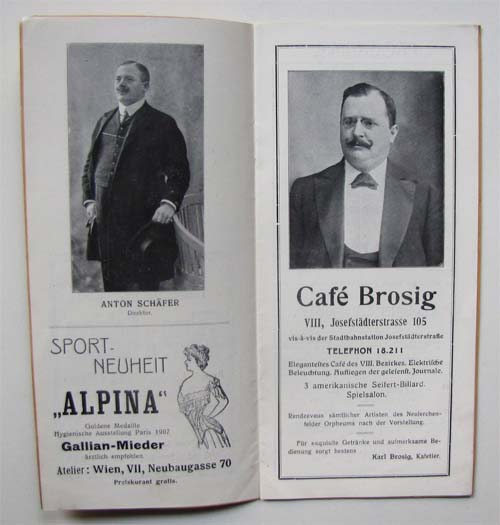 ANTON SCHÄFER
Direktor.
SPORT-
NEUHEIT
„ALPINA“
Goldene Medaille
Hygienische Ausstellung Paris 1902
Gallian-Mieder
ärztlich empfohlen.
Atelier: Wien, VII, Neubaugasse 70
Preiskurant gratis.
Café Brosig
VIII, Josefstädterstrasse 105
vis-à-vis der Stadtbahnstation Josefstädterstraße
TELEPHON 18.211
Elegantestes Café des VIII. Bezirkes. Elektrische
Beleuchtung. Aufliegen der gelesenst. Journale.
3 amerikanische Seifert-Billard.
Spielsalon.
Rendezvous sämtlicher Artisten des Neulerchen-
felder Orpheums nach der Vorstellung.
Für exquisite Getränke und aufmerksame Be-
dienung sorgt bestens
Karl Brosig, Kafetier.